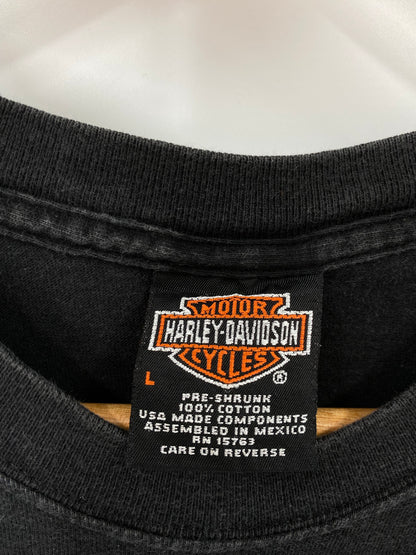 MOTOR
HARLEY-DAVIDSON
CYCLES
L ®
PRE-SHRUNK
100% COTTON
USA MADE COMPONENTS
ASSEMBLED IN MEXICO
RN 15763
CARE ON REVERSE